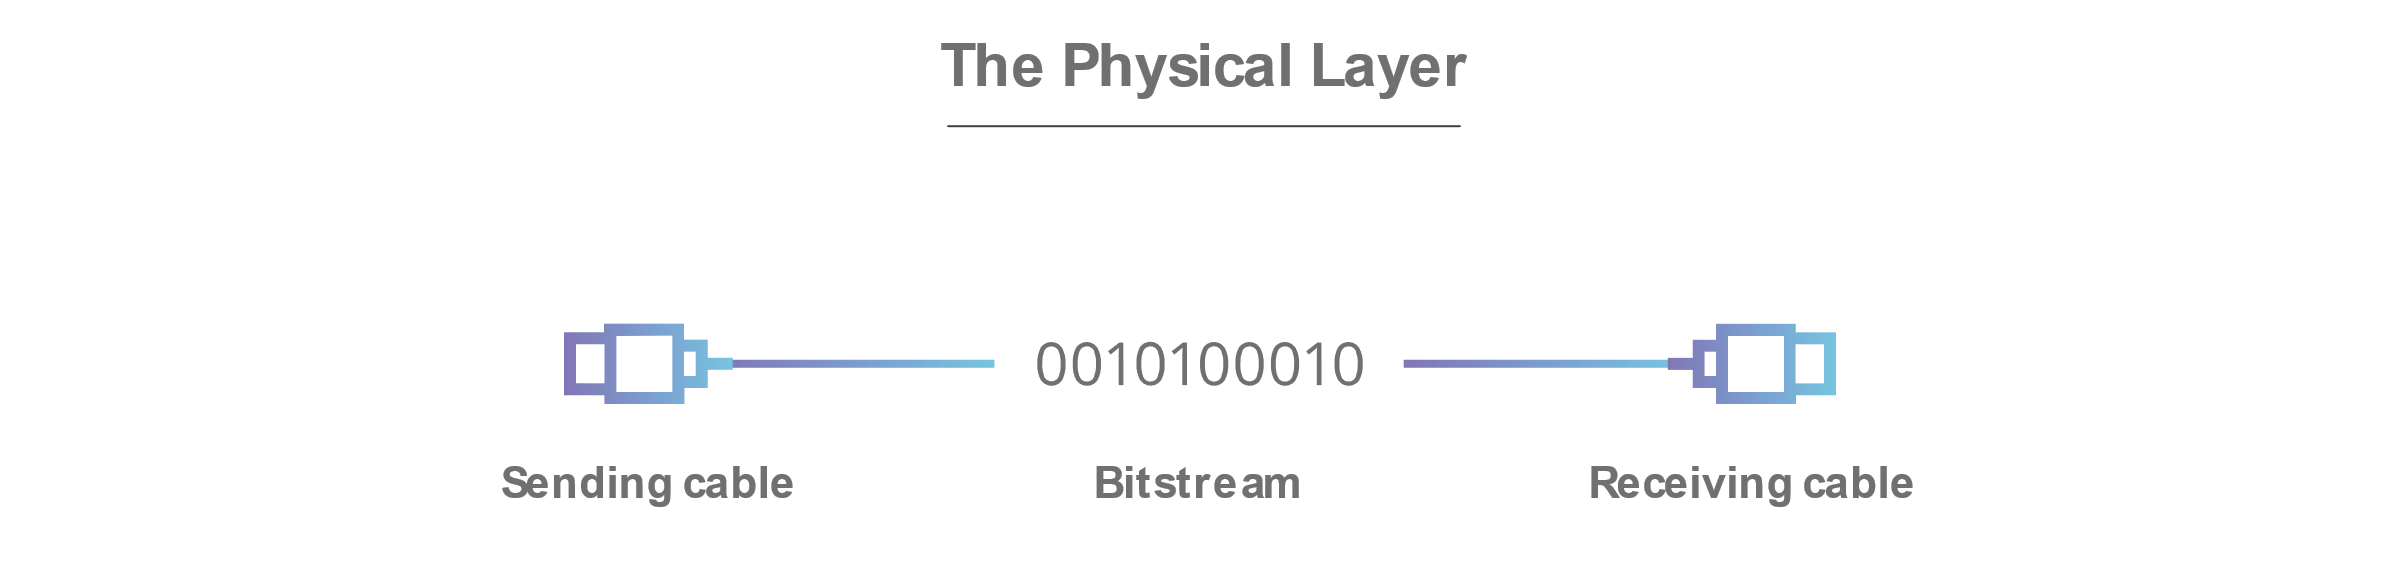 The Physical Layer
0010100010
Sending cable
Bitstream
Receiving cable